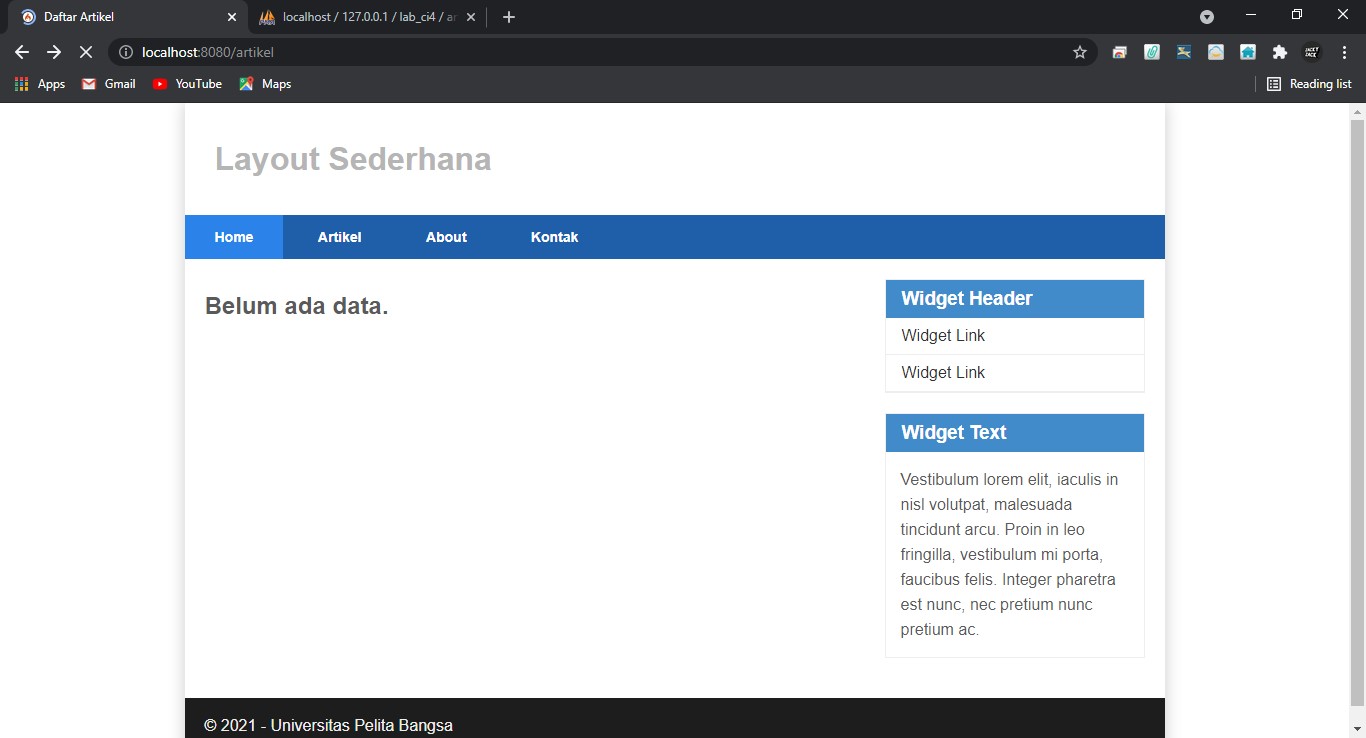 Daftar Artikel
localhost / 127.0.0.1 / lab_ci4 / ar
localhost:8080/artikel
Apps Gmail YouTube Maps Reading list
Layout Sederhana
Home Artikel About Kontak
Belum ada data.
Widget Header
Widget Link
Widget Link
Widget Text
Vestibulum lorem elit, iaculis in
nisl volutpat, malesuada
tincidunt arcu. Proin in leo
fringilla, vestibulum mi porta,
faucibus felis. Integer pharetra
est nunc, nec pretium nunc
pretium ac.
© 2021 - Universitas Pelita Bangsa